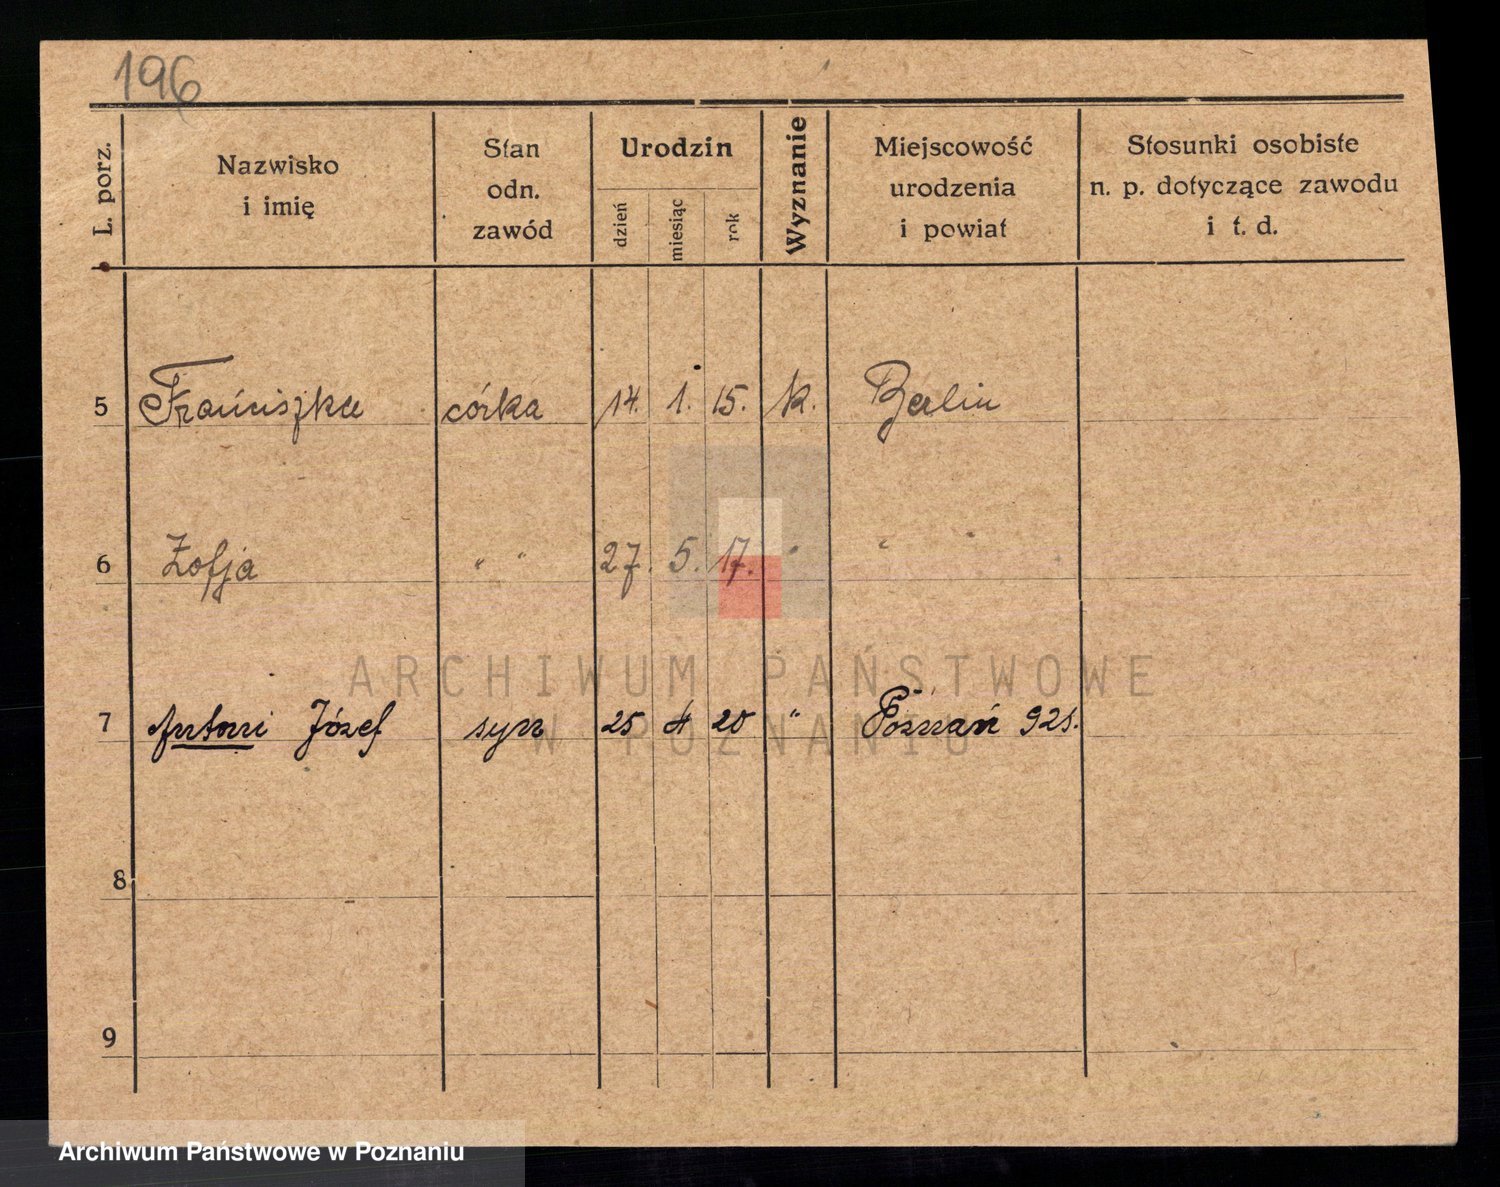 196
L. porz.
Nazwisko
i imię
Stan
odn.
zawód
Urodzin
dzień
miesiąc
rok
Wyznanie
Miejscowość
urodzenia
i powiat
Stosunki osobiste
n. p. dotyczące zawodu
i t. d.
5 Franciszka córka 14. 1. 15. k. Berlin
6 Zofja " " 27. 5. 17. " " "
7 Antoni Józef syn 25 4 20 " Poznań 925.
8
9
ARCHIWUM PAŃSTWOWE
W POZNANIU
Archiwum Państwowe w Poznaniu